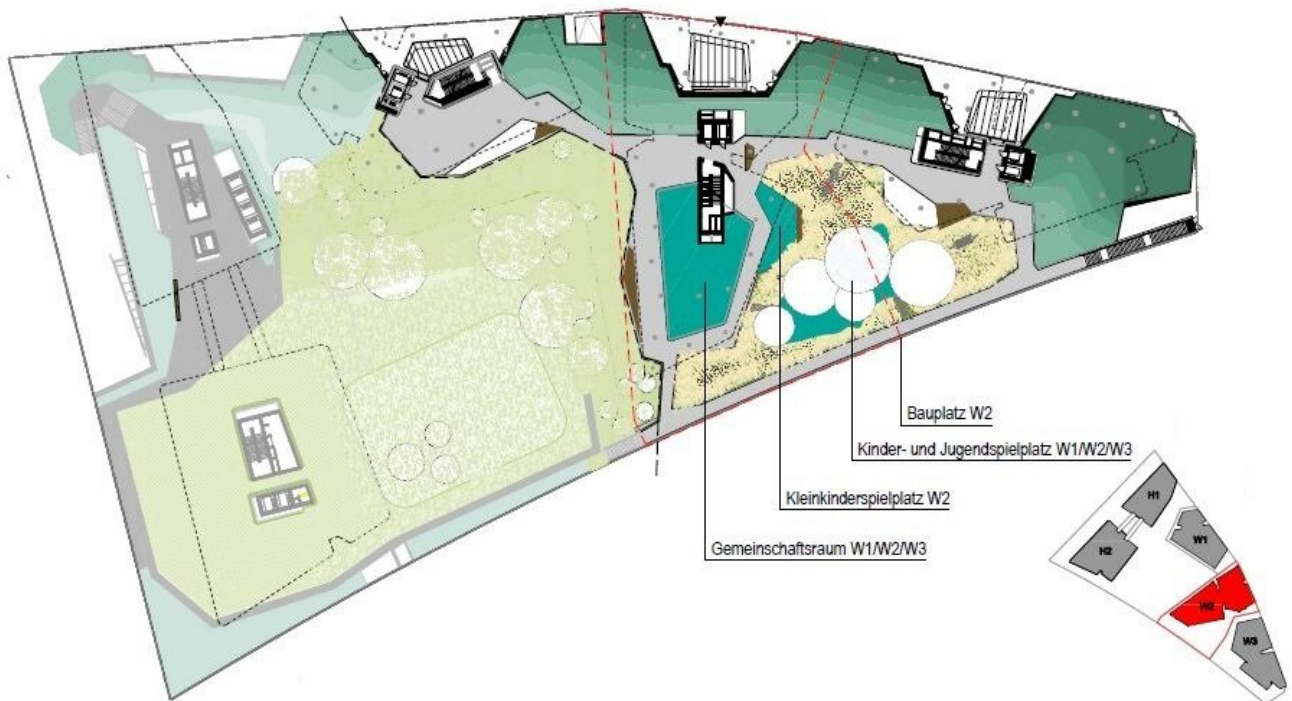 Bauplatz W2
Kinder- und Jugendspielplatz W1/W2/W3
Kleinkinderspielplatz W2
Gemeinschaftsraum W1/W2/W3
H1
H2
W1
W2
W3